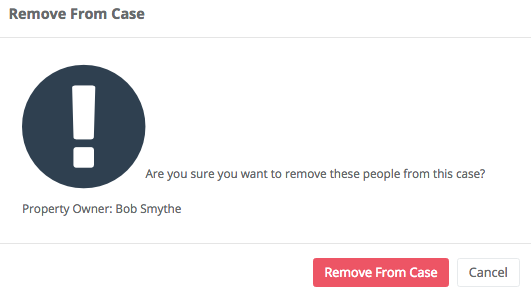 Remove From Case
Are you sure you want to remove these people from this case?
Property Owner: Bob Smythe
Remove From Case
Cancel